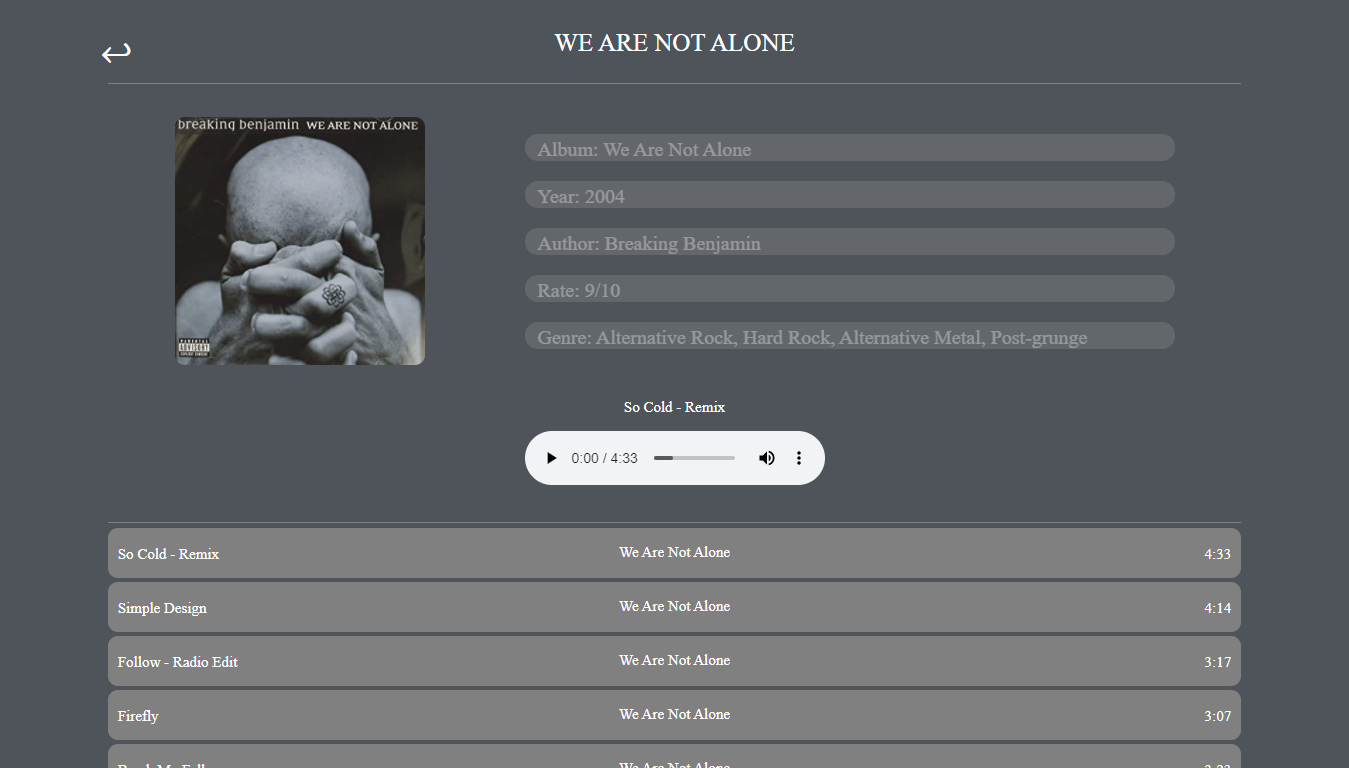 WE ARE NOT ALONE
breaking benjamin WE ARE NOT ALONE
PARENTAL
ADVISORY
EXPLICIT CONTENT
Album: We Are Not Alone
Year: 2004
Author: Breaking Benjamin
Rate: 9/10
Genre: Alternative Rock, Hard Rock, Alternative Metal, Post-grunge
So Cold - Remix
0:00 / 4:33
So Cold - Remix We Are Not Alone 4:33
Simple Design We Are Not Alone 4:14
Follow - Radio Edit We Are Not Alone 3:17
Firefly We Are Not Alone 3:07
We Are Not Alone